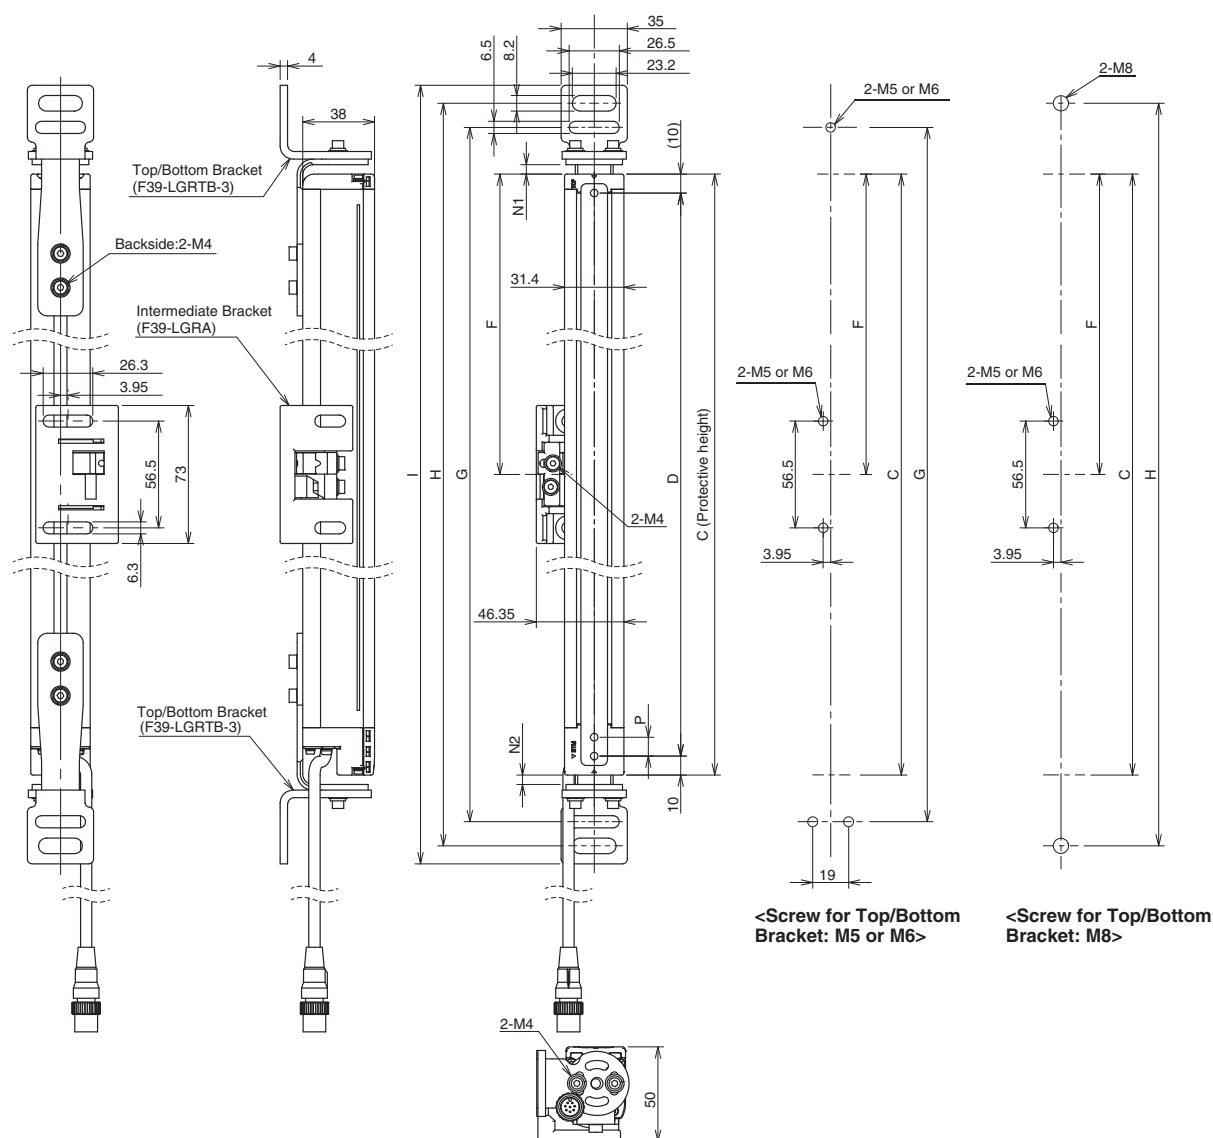 35
26.5
23.2
6.5
8.2
4
38
2-M5 or M6
2-M8
(10)
Top/Bottom Bracket
(F39-LGRTB-3)
N1
Backside:2-M4
31.4
F
F
F
Intermediate Bracket
(F39-LGRA)
26.3
3.95
2-M5 or M6
2-M5 or M6
56.5
73
I
H
G
D
C (Protective height)
56.5
C
G
56.5
C
H
2-M4
3.95
3.95
6.3
46.35
Top/Bottom Bracket
(F39-LGRTB-3)
N2
P
10
19
<Screw for Top/Bottom
Bracket: M5 or M6>
<Screw for Top/Bottom
Bracket: M8>
2-M4
50